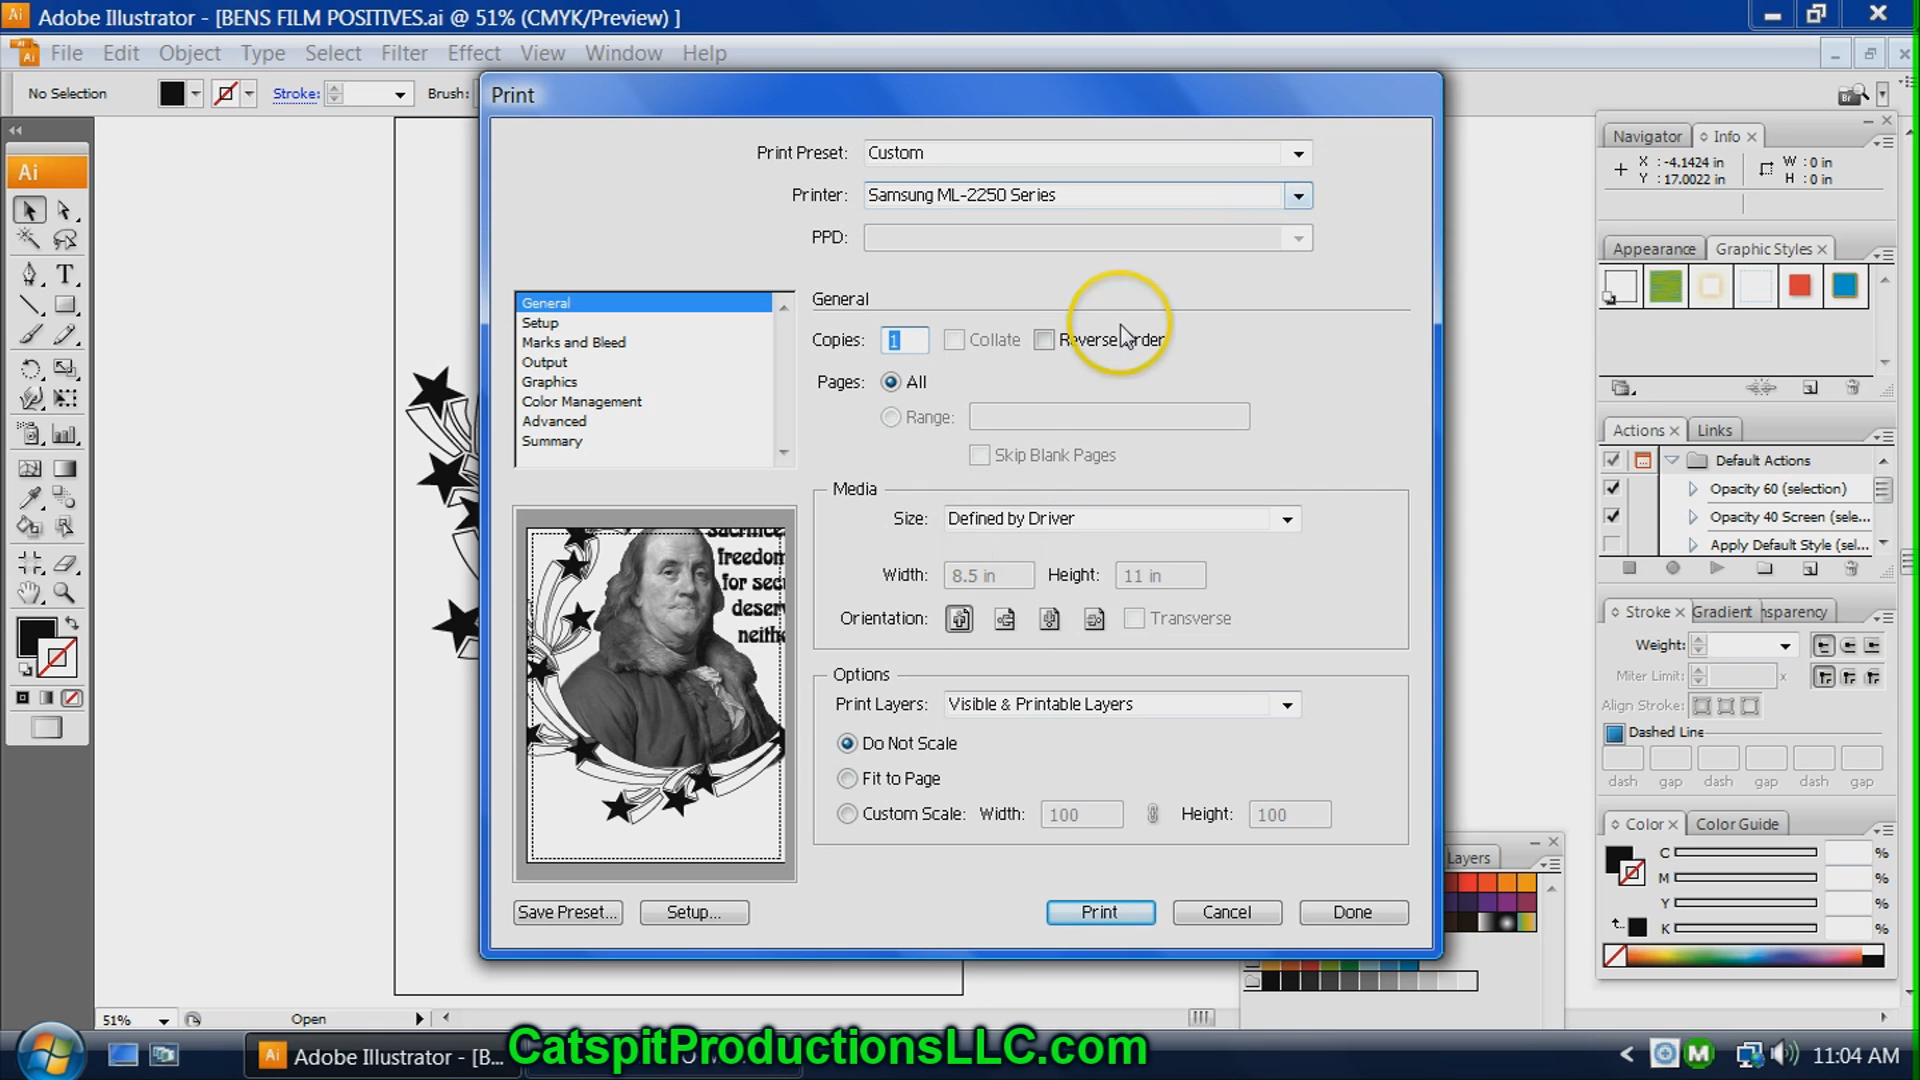 Adobe Illustrator - [BENS FILM POSITIVES.ai @ 51% (CMYK/Preview) ]
File Edit Object Type Select Filter Effect View Window Help
No Selection Stroke: Brush:
Ai
Print
Print Preset: Custom
Printer: Samsung ML-2250 Series
PPD:
General
Setup
Marks and Bleed
Output
Graphics
Color Management
Advanced
Summary
General
Copies: 1 Collate Reverse Order
Pages: All
Range:
Skip Blank Pages
Media
Size: Defined by Driver
Width: 8.5 in Height: 11 in
Orientation: Transverse
Options
Print Layers: Visible & Printable Layers
Do Not Scale
Fit to Page
Custom Scale: Width: 100 Height: 100
freedom
for sec
deser
neith
Save Preset... Setup... Print Cancel Done
Navigator Info
X : -4.1424 in
Y : 17.0022 in
W : 0 in
H : 0 in
Appearance Graphic Styles
Actions Links
Default Actions
Opacity 60 (selection)
Opacity 40 Screen (sele...
Apply Default Style (sel...
Stroke Gradient nsparency
Weight:
Miter Limit: x
Align Stroke:
Dashed Line
dash gap dash gap dash gap
Color Color Guide
C %
M %
Y %
K %
Layers
51% Open
Adobe Illustrator - [B...
CatspitProductionsLLC.com
11:04 AM